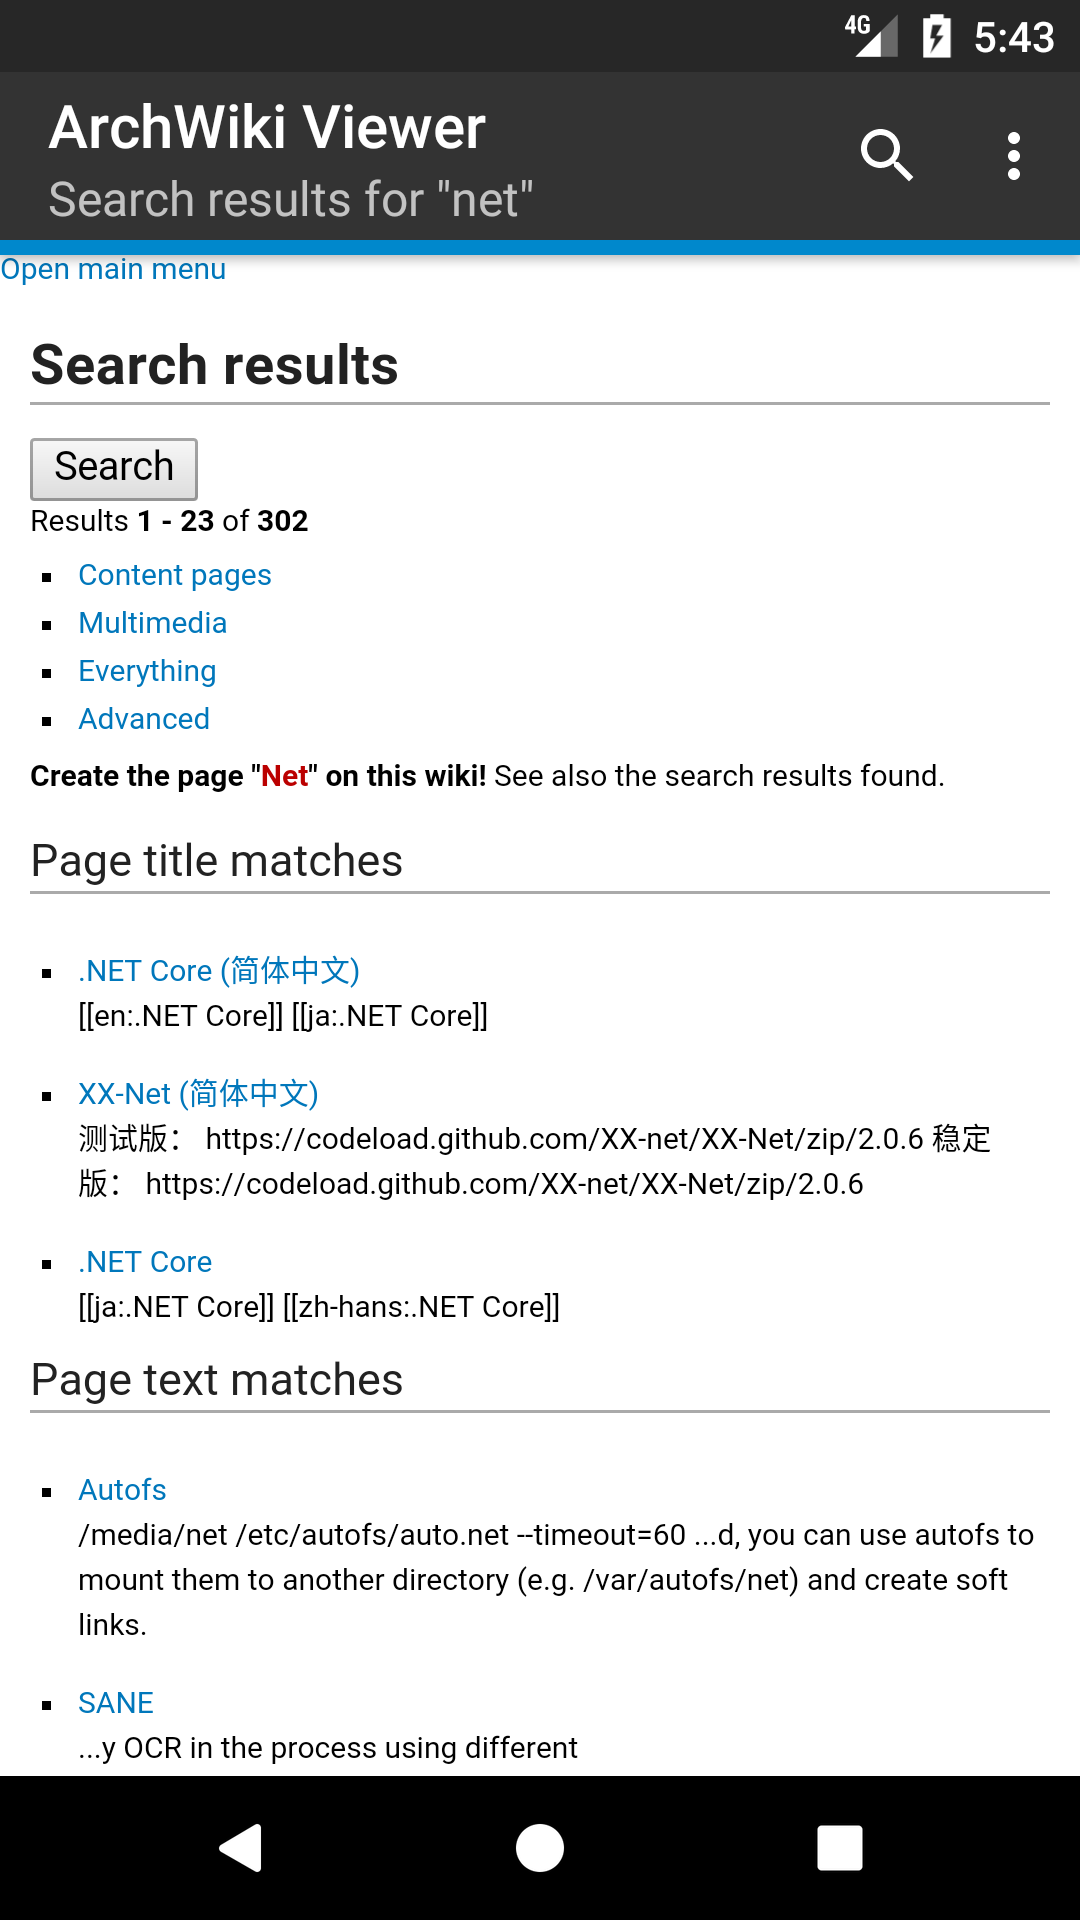 4G 5:43
ArchWiki Viewer
Search results for "net"
Open main menu
Search results
Search
Results 1 - 23 of 302
Content pages
Multimedia
Everything
Advanced
Create the page "Net" on this wiki! See also the search results found.
Page title matches
.NET Core (简体中文)
[[en:.NET Core]] [[ja:.NET Core]]
XX-Net (简体中文)
测试版： https://codeload.github.com/XX-net/XX-Net/zip/2.0.6 稳定
版： https://codeload.github.com/XX-net/XX-Net/zip/2.0.6
.NET Core
[[ja:.NET Core]] [[zh-hans:.NET Core]]
Page text matches
Autofs
/media/net /etc/autofs/auto.net --timeout=60 ...d, you can use autofs to
mount them to another directory (e.g. /var/autofs/net) and create soft
links.
SANE
...y OCR in the process using different